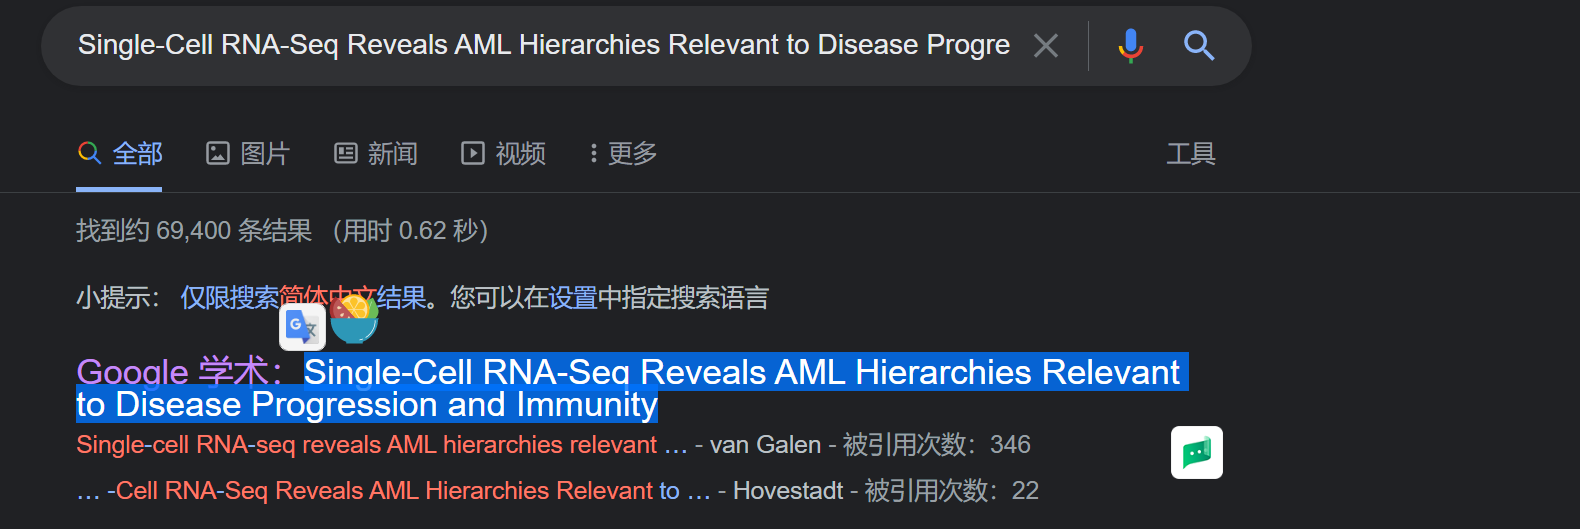 Single-Cell RNA-Seq Reveals AML Hierarchies Relevant to Disease Progre
全部 图片 新闻 视频 更多 工具
找到约 69,400 条结果 （用时 0.62 秒）
小提示： 仅限搜索简体中文结果。您可以在设置中指定搜索语言
Google 学术：Single-Cell RNA-Seq Reveals AML Hierarchies Relevant
to Disease Progression and Immunity
Single-cell RNA-seq reveals AML hierarchies relevant … - van Galen - 被引用次数：346
… -Cell RNA-Seq Reveals AML Hierarchies Relevant to … - Hovestadt - 被引用次数：22